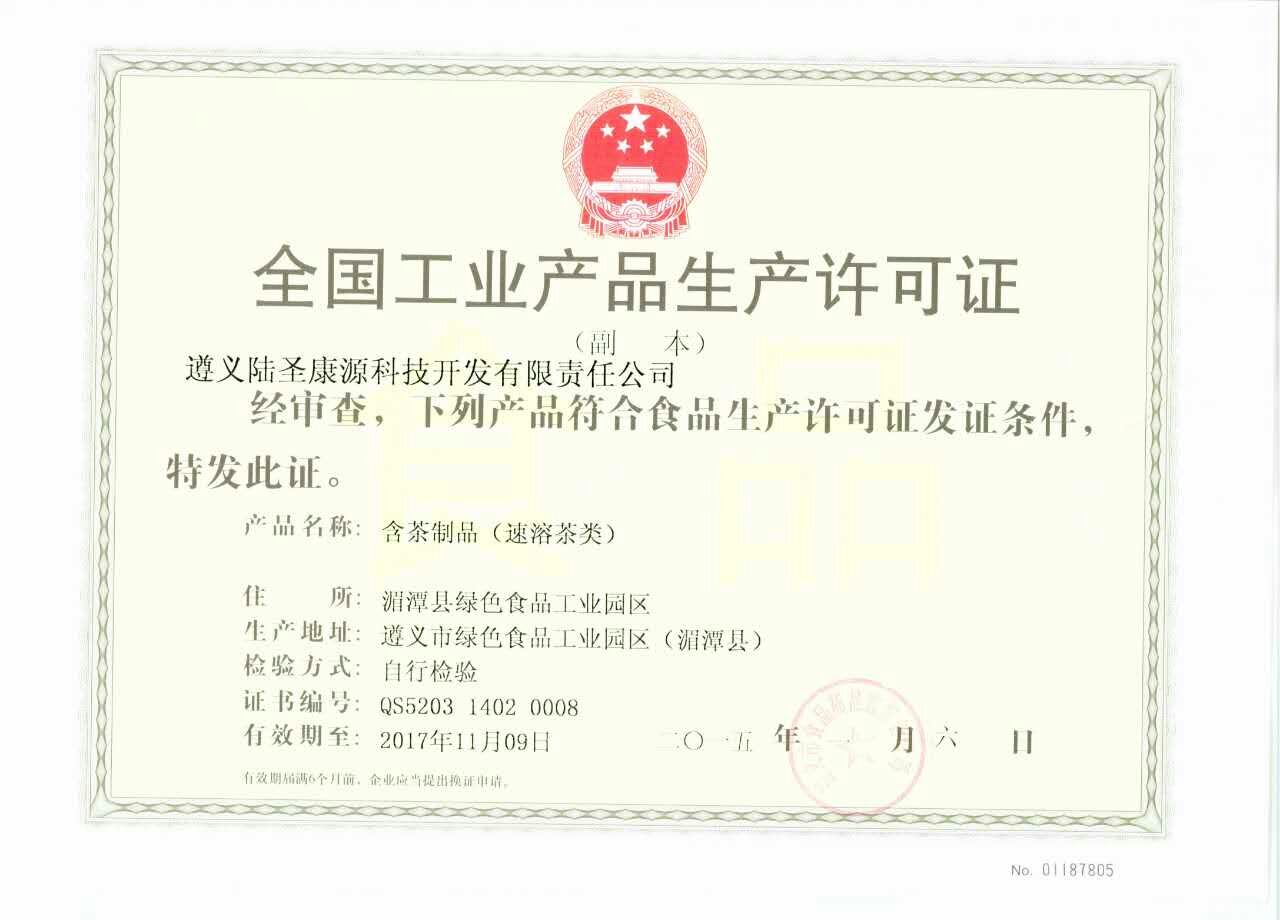 全国工业产品生产许可证
（副 本）
遵义陆圣康源科技开发有限责任公司
经审查，下列产品符合食品生产许可证发证条件，
特发此证。
食品
产品名称: 含茶制品（速溶茶类）
住 所: 湄潭县绿色食品工业园区
生产地址: 遵义市绿色食品工业园区（湄潭县）
检验方式: 自行检验
证书编号: QS5203 1402 0008
有效期至: 2017年11月09日
二〇一五 年 月 六 日
有效期届满6个月前，企业应当提出换证申请。
No. 01187805